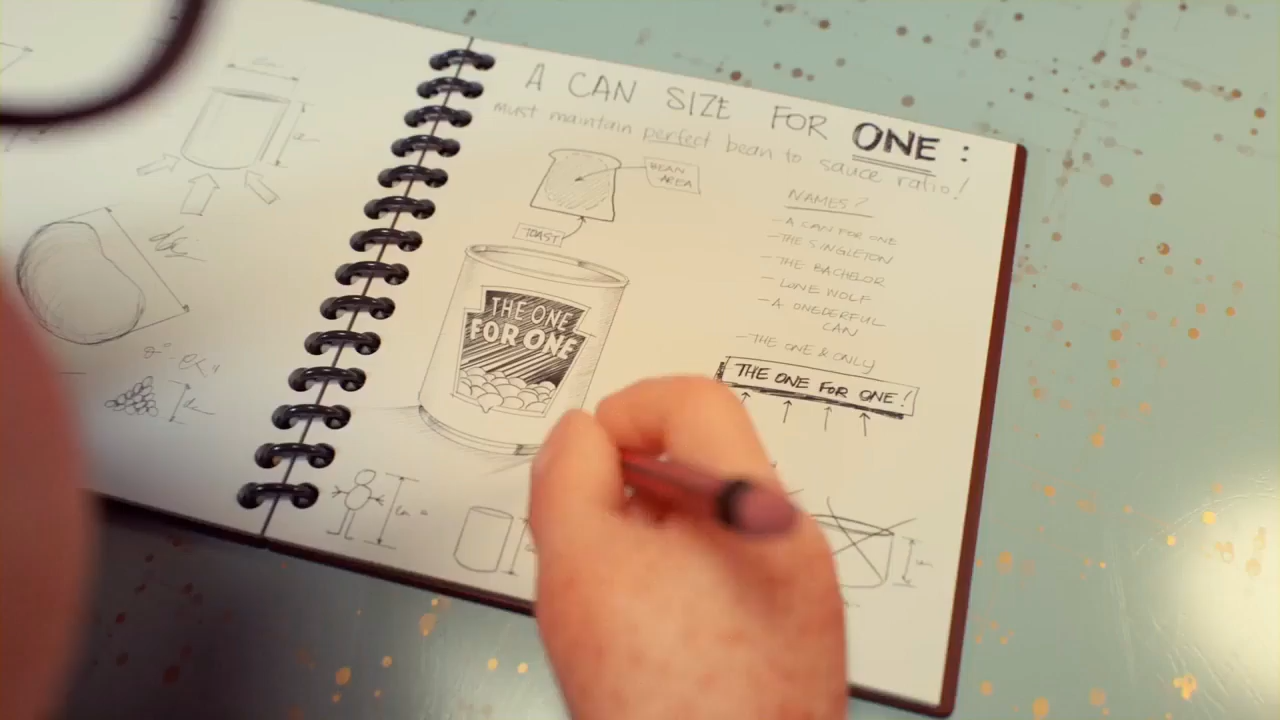 A CAN SIZE FOR ONE:
must maintain perfect bean to sauce ratio!
BEAN
AREA
TOAST
THE ONE
FOR ONE
NAMES?
- A CAN FOR ONE
- THE SINGLETON
- THE BACHELOR
- LONE WOLF
- A ONEDERFUL
CAN
- THE ONE & ONLY
THE ONE FOR ONE!